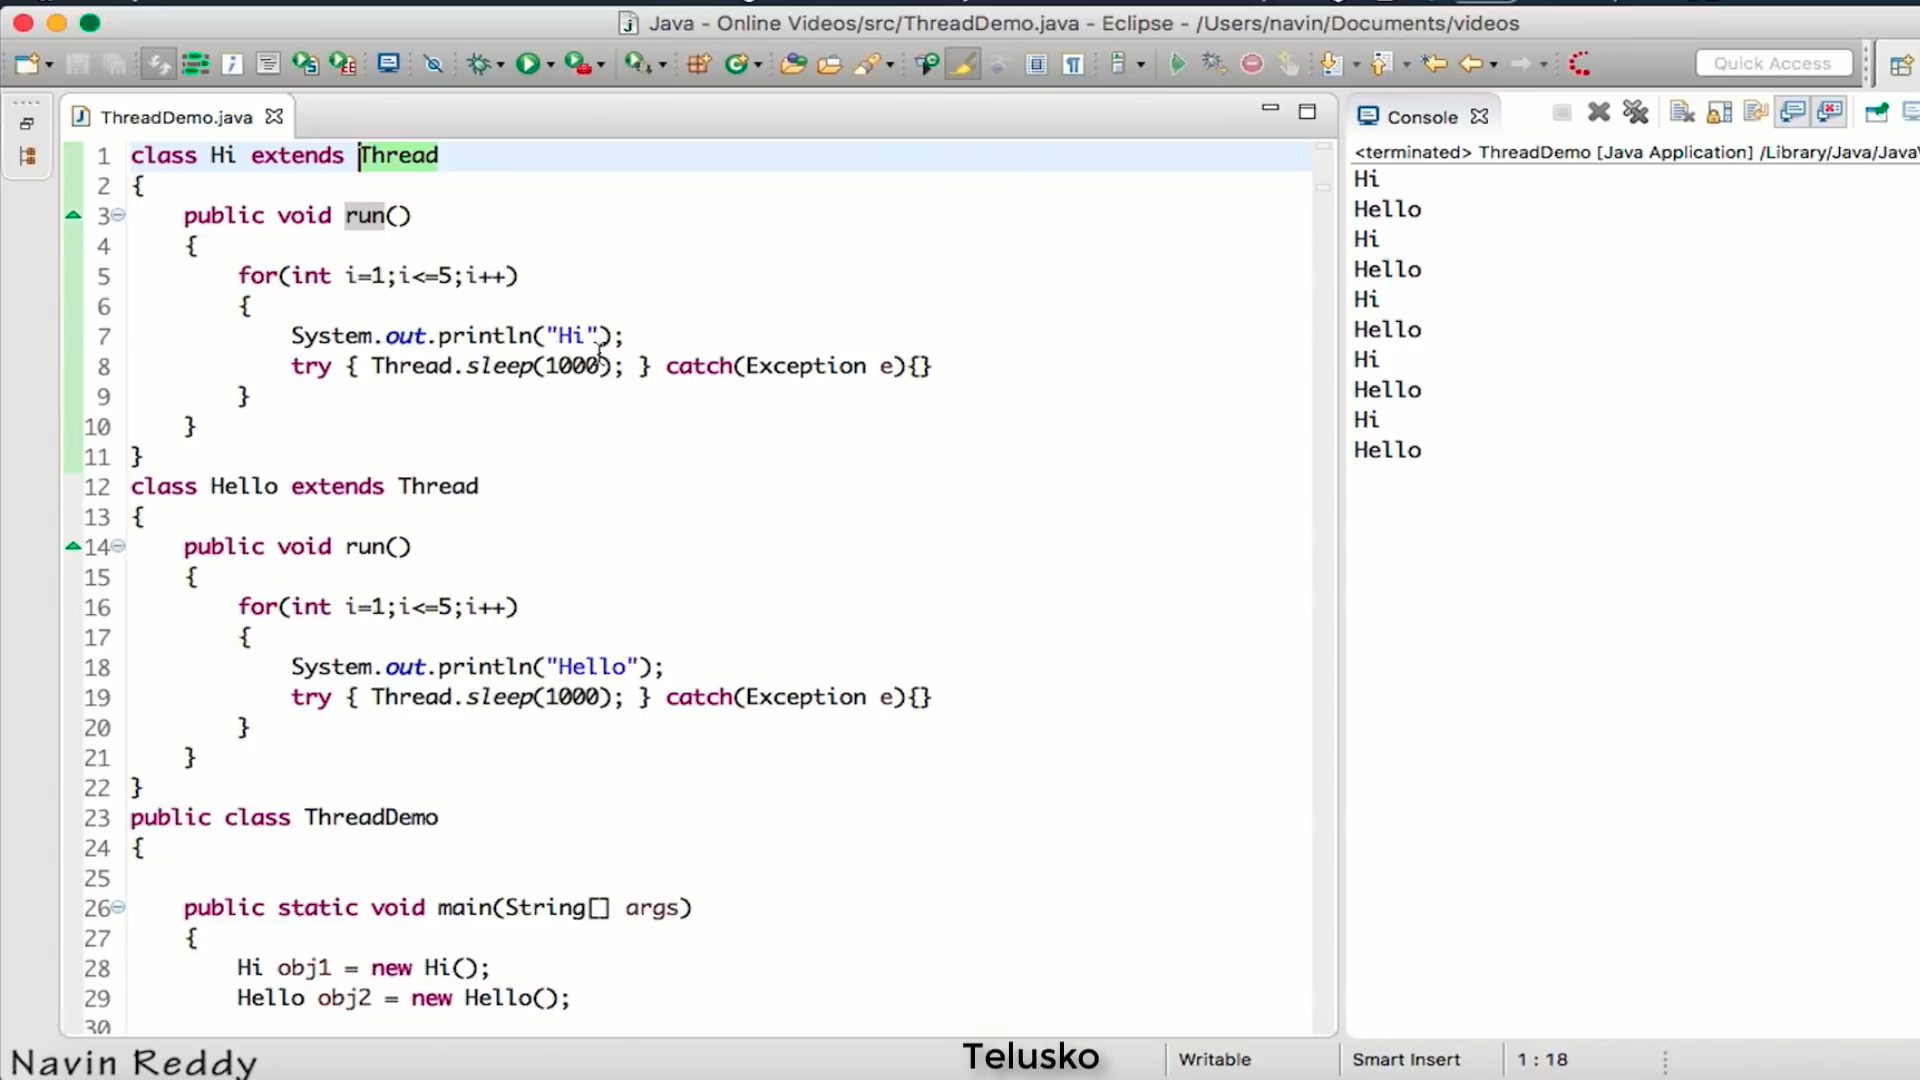 Java - Online Videos/src/ThreadDemo.java - Eclipse - /Users/navin/Documents/videos
Quick Access
ThreadDemo.java
1 class Hi extends Thread
2 {
3 public void run()
4 {
5 for(int i=1;i<=5;i++)
6 {
7 System.out.println("Hi");
8 try { Thread.sleep(1000); } catch(Exception e){}
9 }
10 }
11 }
12 class Hello extends Thread
13 {
14 public void run()
15 {
16 for(int i=1;i<=5;i++)
17 {
18 System.out.println("Hello");
19 try { Thread.sleep(1000); } catch(Exception e){}
20 }
21 }
22 }
23 public class ThreadDemo
24 {
25
26 public static void main(String[] args)
27 {
28 Hi obj1 = new Hi();
29 Hello obj2 = new Hello();
30
Console
<terminated> ThreadDemo [Java Application] /Library/Java/Java
Hi
Hello
Hi
Hello
Hi
Hello
Hi
Hello
Hi
Hello
Navin Reddy
Telusko
Writable
Smart Insert
1 : 18